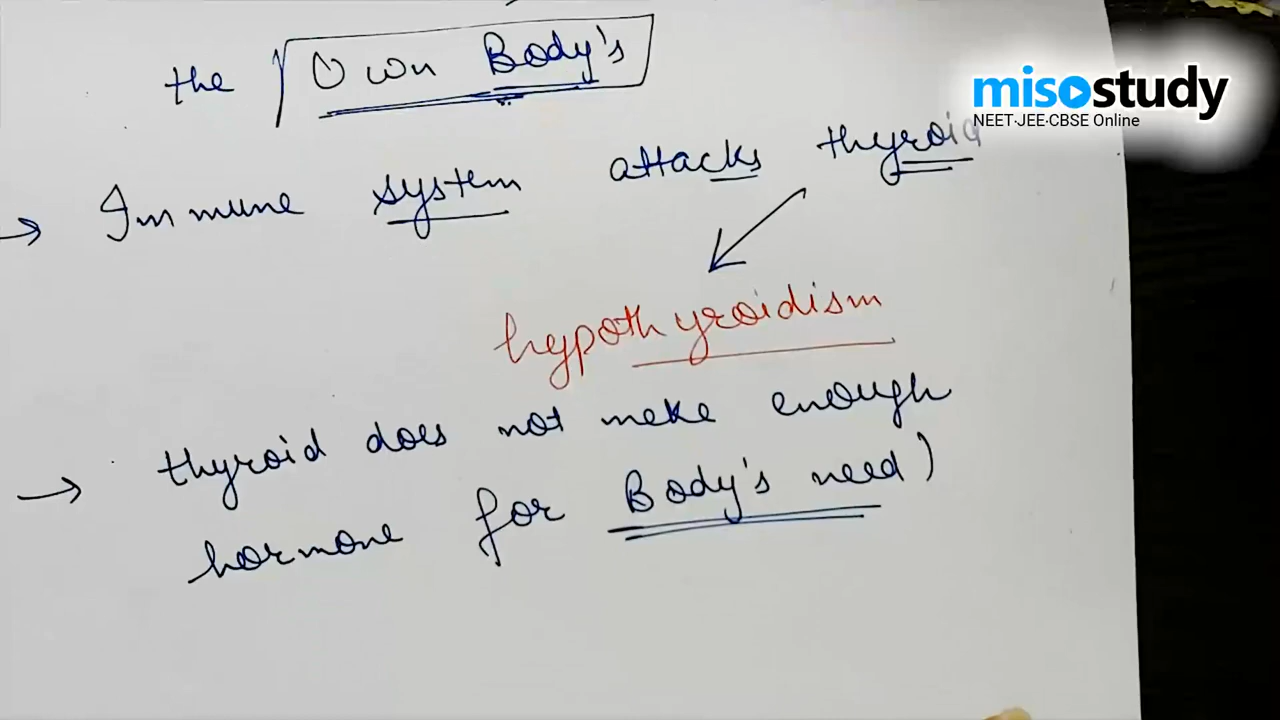 the Own Body's
misostudy
NEET·JEE·CBSE Online
→ Immune system attacks thyroid
hypothyroidism
→ thyroid does not meke enough
hormone for Body's need)